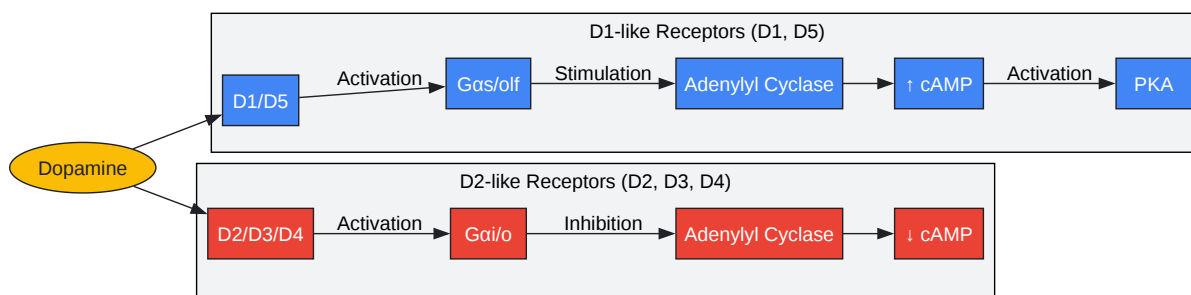 D1-like Receptors (D1, D5)
D1/D5
Activation
Gαs/olf
Stimulation
Adenylyl Cyclase
↑ cAMP
Activation
PKA
Dopamine
D2-like Receptors (D2, D3, D4)
D2/D3/D4
Activation
Gαi/o
Inhibition
Adenylyl Cyclase
↓ cAMP